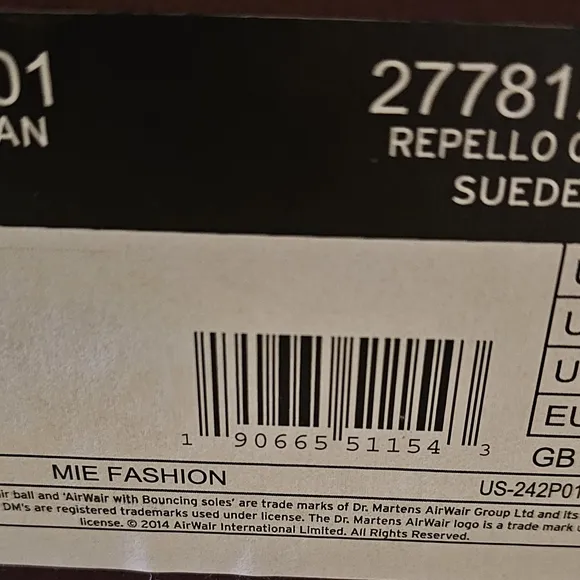 01
AN
27781
REPELLO
SUEDE
1 90665 51154 3
EU
GB
MIE FASHION
US-242P01
air ball and 'AirWair with Bouncing soles' are trade marks of Dr. Martens AirWair Group Ltd and its
DM's are registered trademarks used under license. The Dr. Martens AirWair logo is a trade mark
license. © 2014 AirWair International Limited. All Rights Reserved.